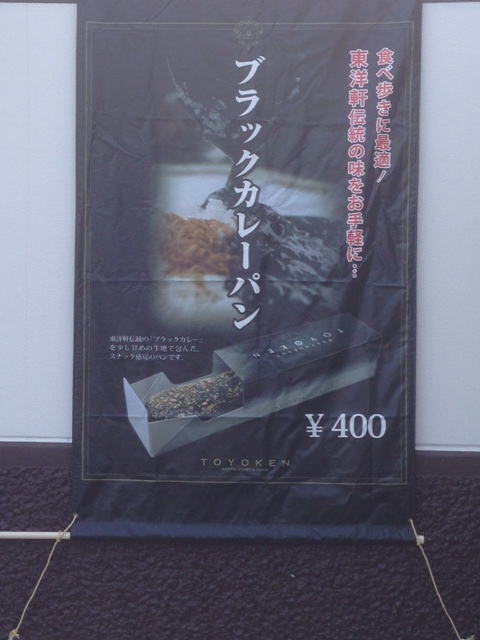 食べ歩きに最適!
東洋軒伝統の味をお手軽に…
ブラックカレーパン
東洋軒伝統の「ブラックカレー」
を少し甘めの生地で包んだ、
スナック感覚のパンです。
TOYOKEN
¥400
TOYOKEN